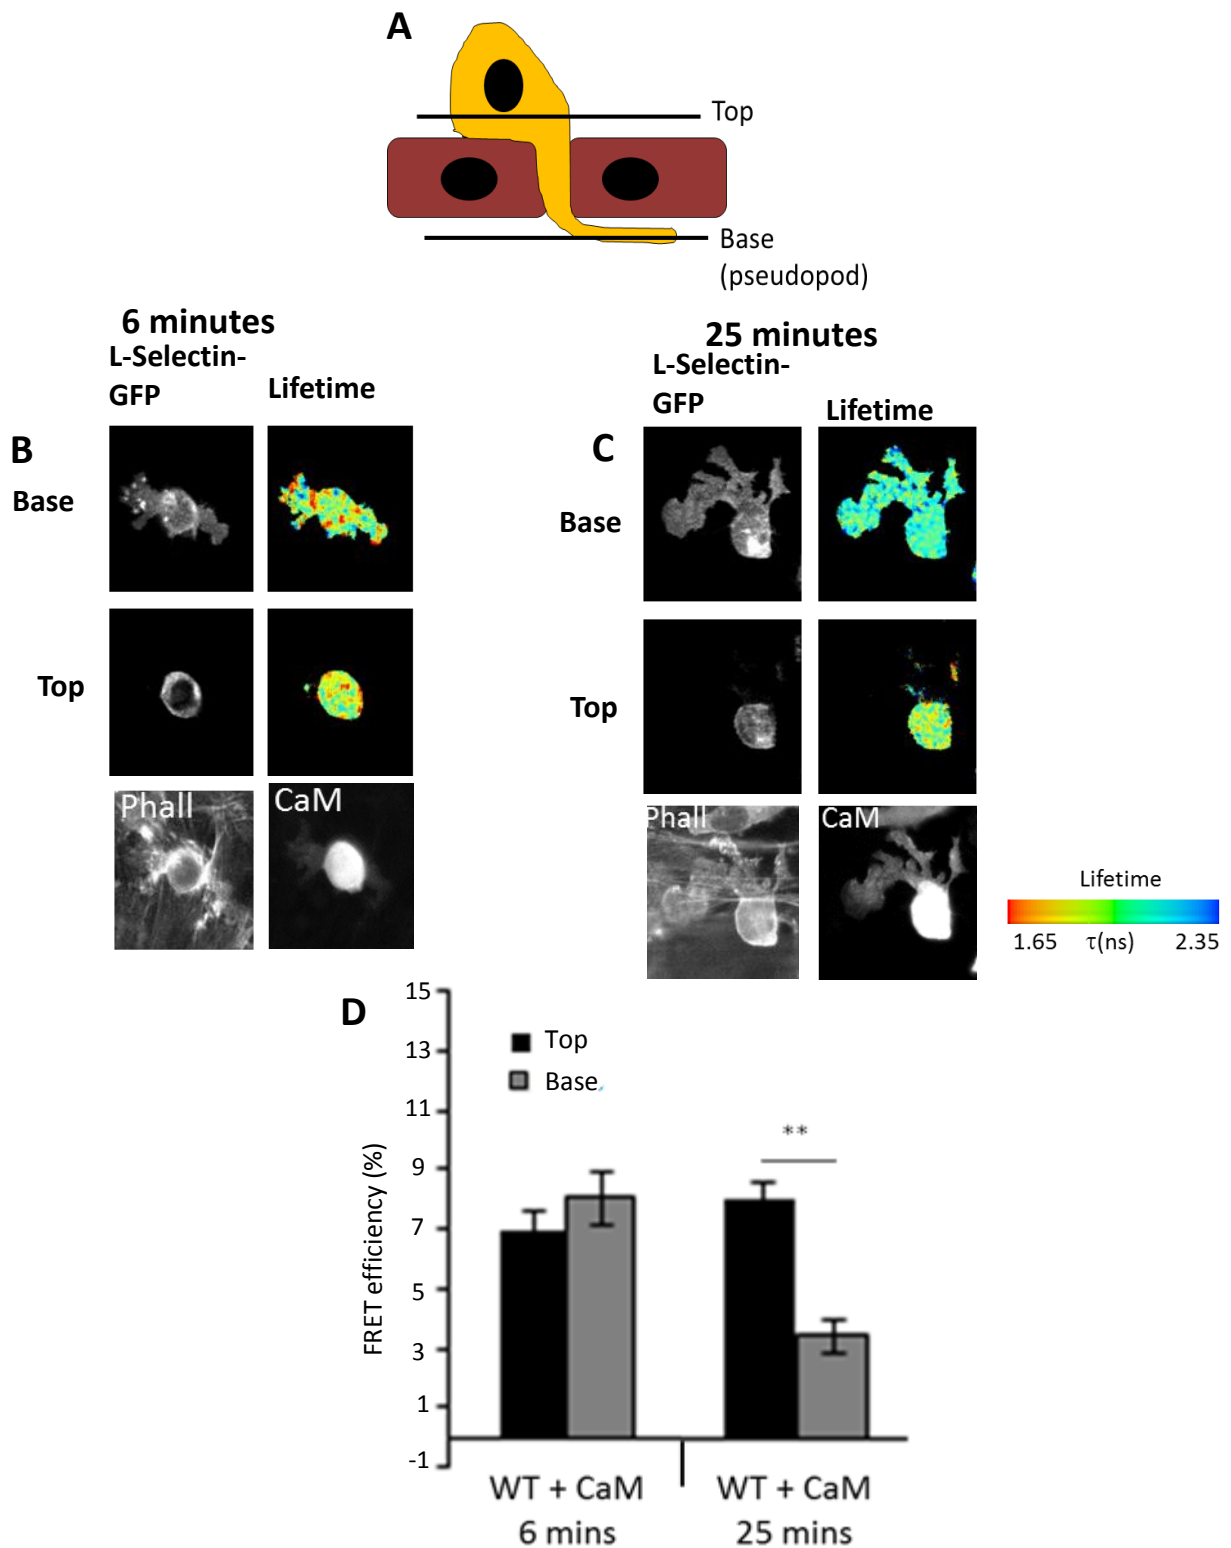 A
Top
Base
(pseudopod)
6 minutes
L-Selectin-
GFP
Lifetime
25 minutes
L-Selectin-
GFP
Lifetime
B
Base
Top
Phall
CaM
C
Base
Top
Phall
CaM
Lifetime
1.65 τ(ns) 2.35
D
15
13
11
9
7
5
3
1
-1
FRET efficiency (%)
Top
Base
**
WT + CaM
6 mins
WT + CaM
25 mins